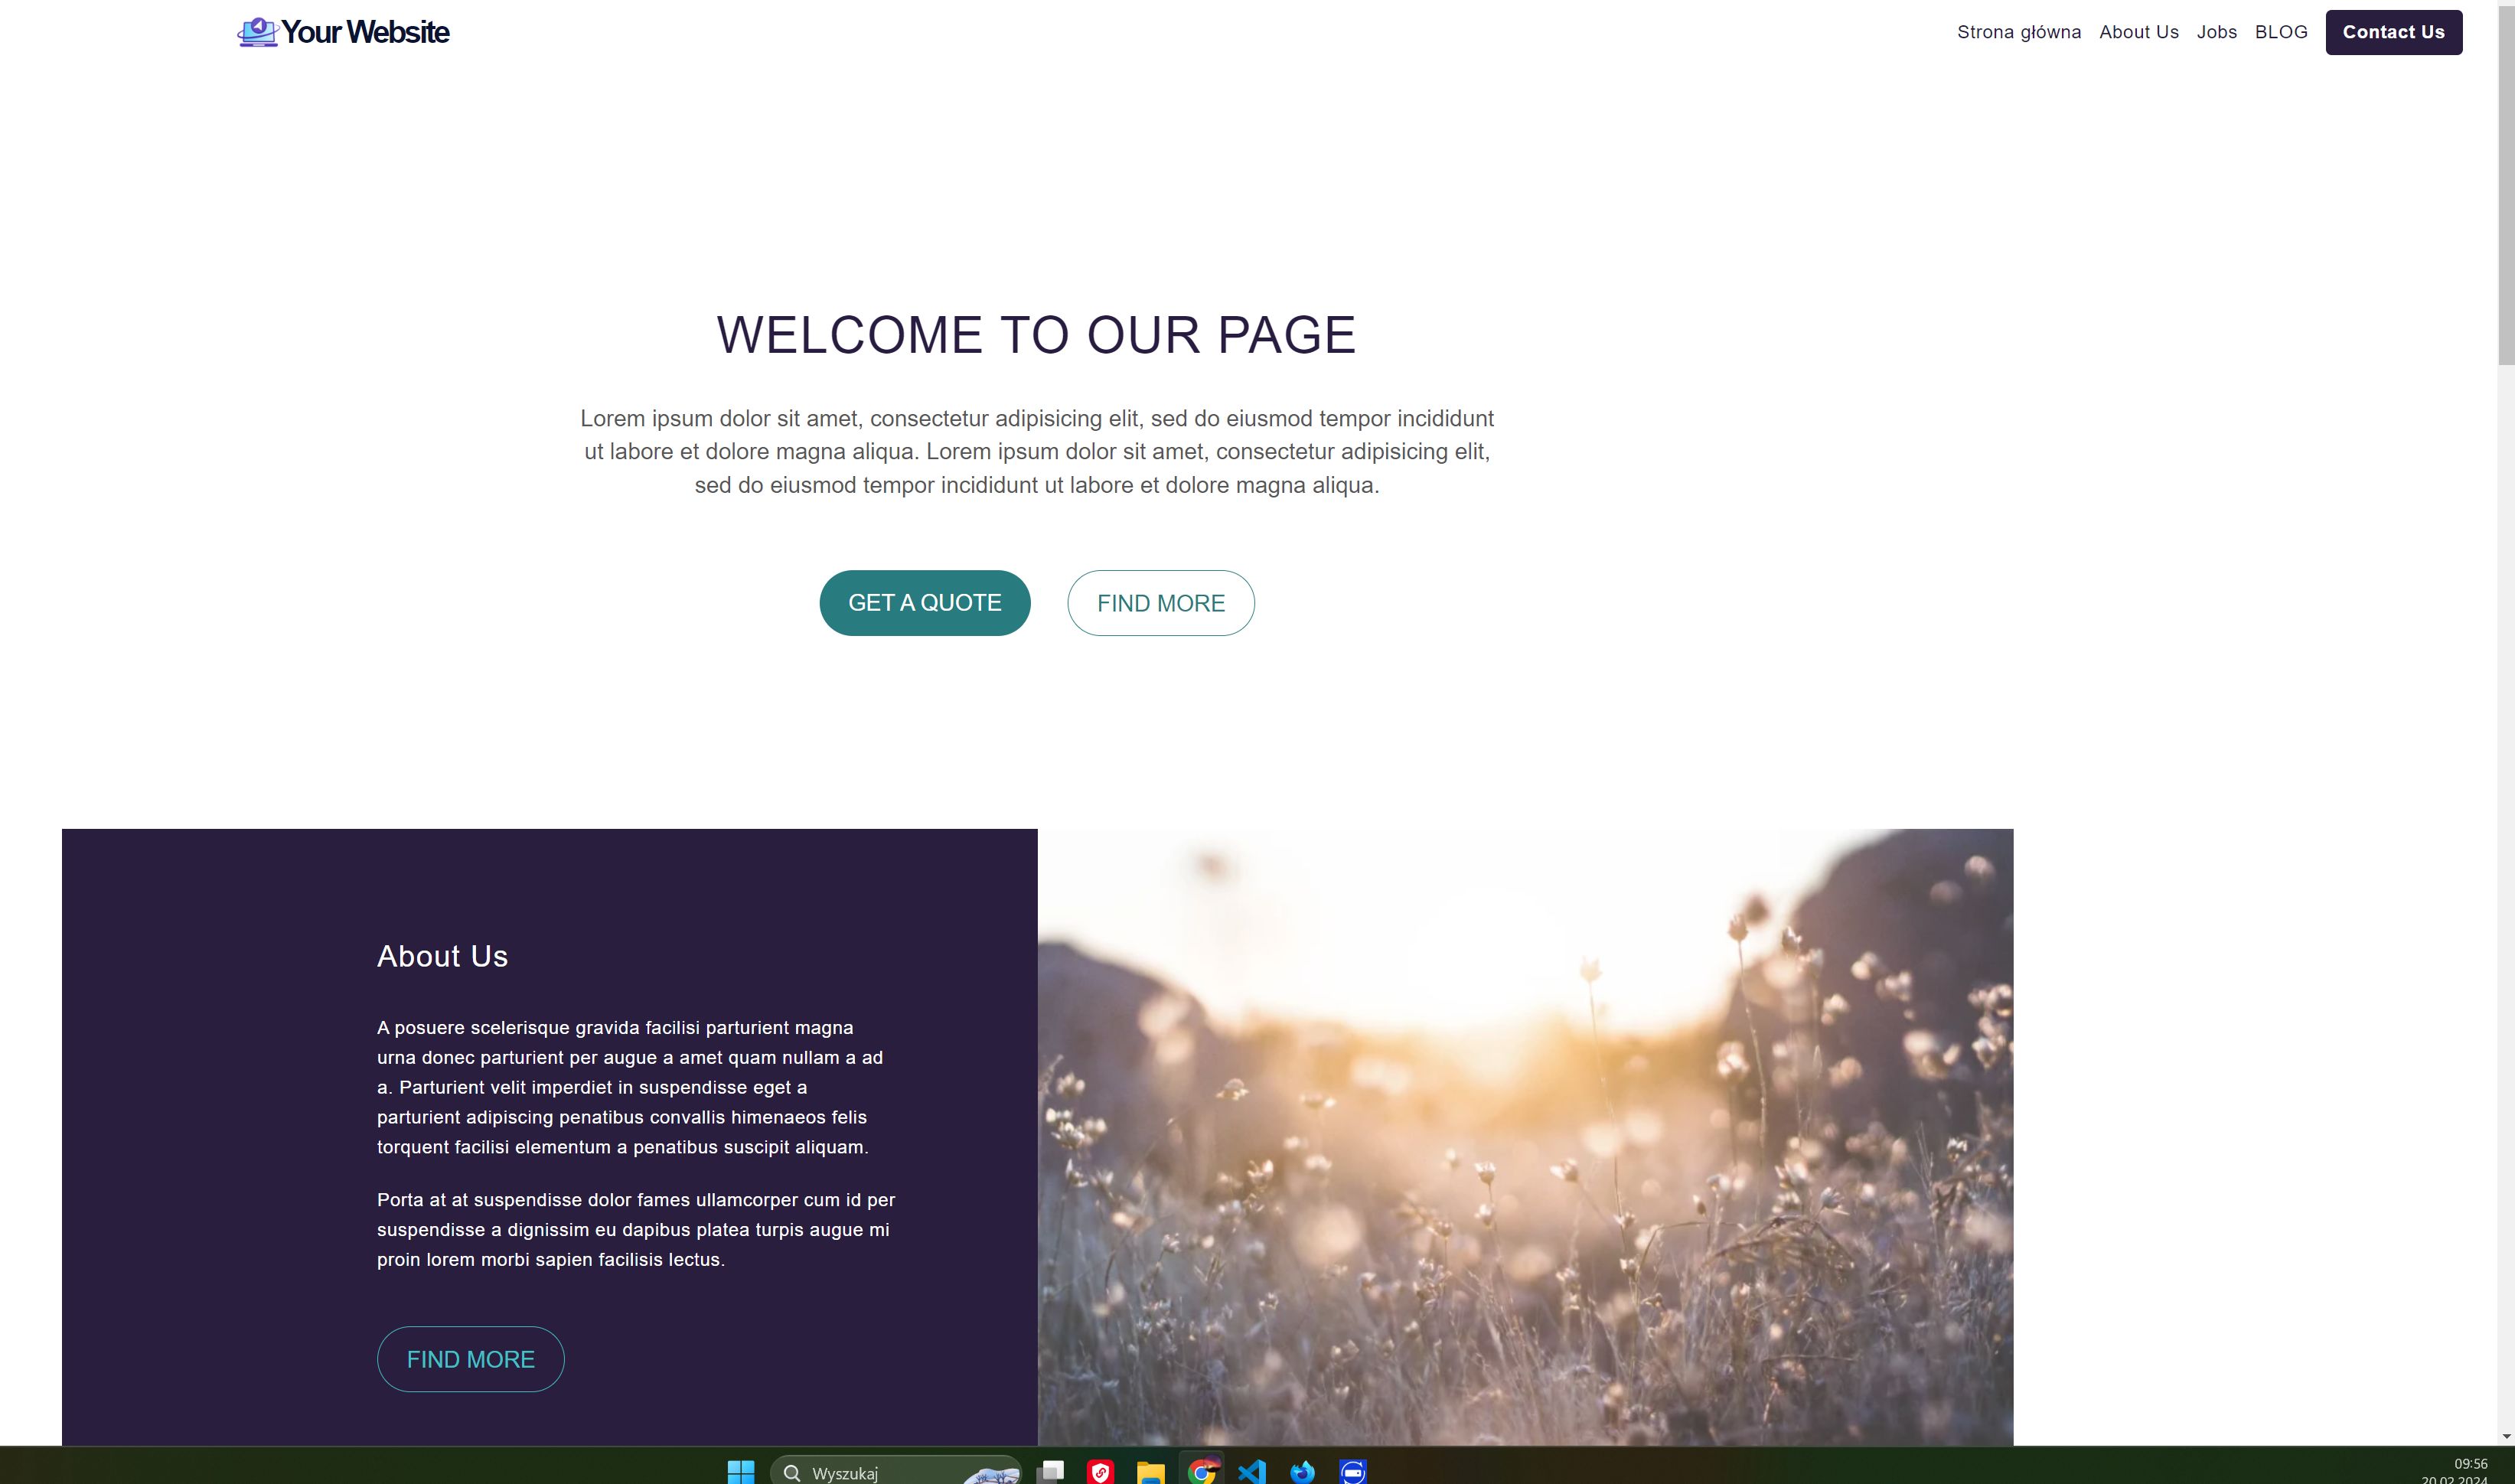 Your Website
Strona główna About Us Jobs BLOG Contact Us
WELCOME TO OUR PAGE
Lorem ipsum dolor sit amet, consectetur adipisicing elit, sed do eiusmod tempor incididunt
ut labore et dolore magna aliqua. Lorem ipsum dolor sit amet, consectetur adipisicing elit,
sed do eiusmod tempor incididunt ut labore et dolore magna aliqua.
GET A QUOTE FIND MORE
About Us
A posuere scelerisque gravida facilisi parturient magna
urna donec parturient per augue a amet quam nullam a ad
a. Parturient velit imperdiet in suspendisse eget a
parturient adipiscing penatibus convallis himenaeos felis
torquent facilisi elementum a penatibus suscipit aliquam.
Porta at at suspendisse dolor fames ullamcorper cum id per
suspendisse a dignissim eu dapibus platea turpis augue mi
proin lorem morbi sapien facilisis lectus.
FIND MORE
Wyszukaj
09:56
20.02.2024